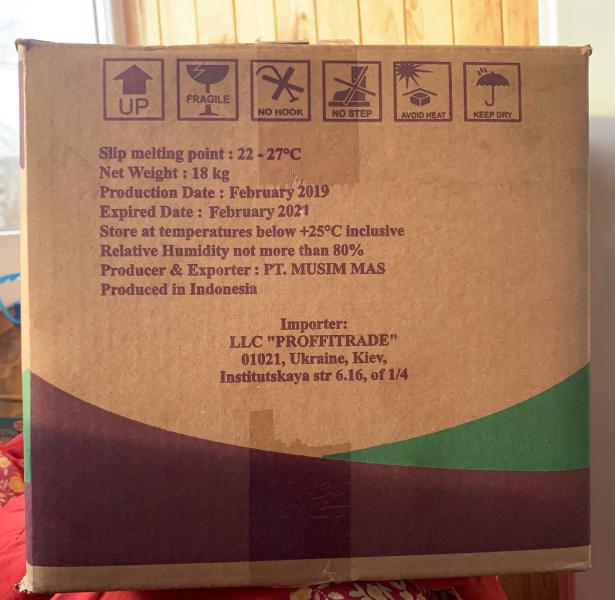 UP
FRAGILE
NO HOOK
NO STEP
AVOID HEAT
KEEP DRY
Slip melting point : 22 - 27°C
Net Weight : 18 kg
Production Date : February 2019
Expired Date : February 2021
Store at temperatures below +25°C inclusive
Relative Humidity not more than 80%
Producer & Exporter : PT. MUSIM MAS
Produced in Indonesia
Importer:
LLC "PROFFITRADE"
01021, Ukraine, Kiev,
Institutskaya str 6.16, of 1/4